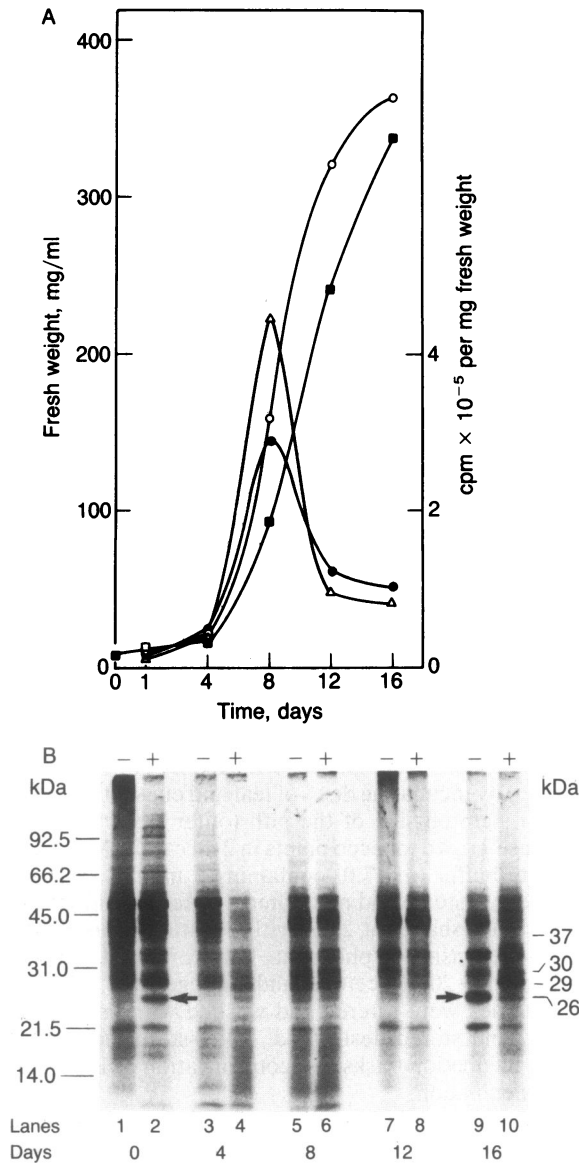 A
400
300
200
100
0
Fresh weight, mg/ml
4
2
0
cpm × 10⁻⁵ per mg fresh weight
0 1 4 8 12 16
Time, days
B
− + − + − + − + − +
kDa kDa
92.5
66.2
45.0
31.0
21.5
14.0
37
30
29
26
Lanes 1 2 3 4 5 6 7 8 9 10
Days 0 4 8 12 16